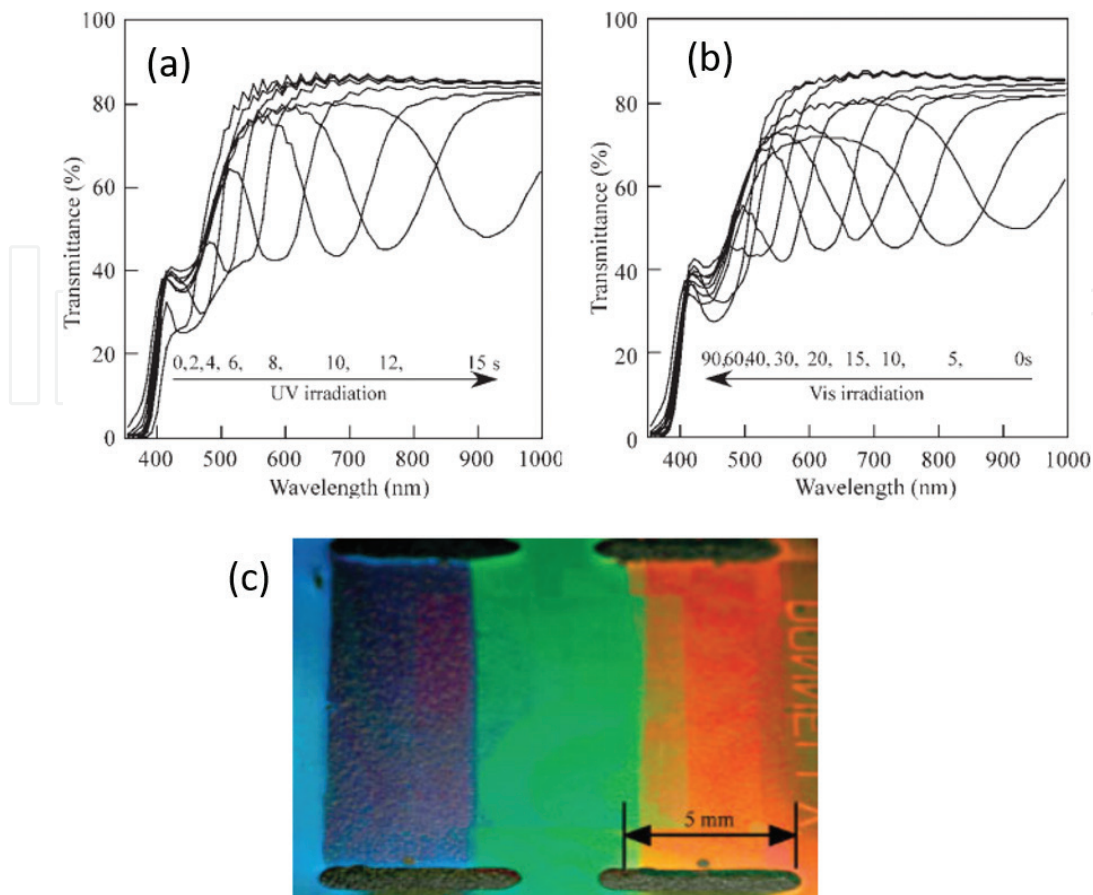 (a)
100
80
60
40
20
0
Transmittance (%)
0,2,4, 6, 8, 10, 12, 15 s
UV irradiation
400 500 600 700 800 900 1000
Wavelength (nm)
(b)
100
80
60
40
20
0
Transmittance (%)
90,60,40, 30, 20, 15, 10, 5, 0s
Vis irradiation
400 500 600 700 800 900 1000
Wavelength (nm)
(c)
5 mm